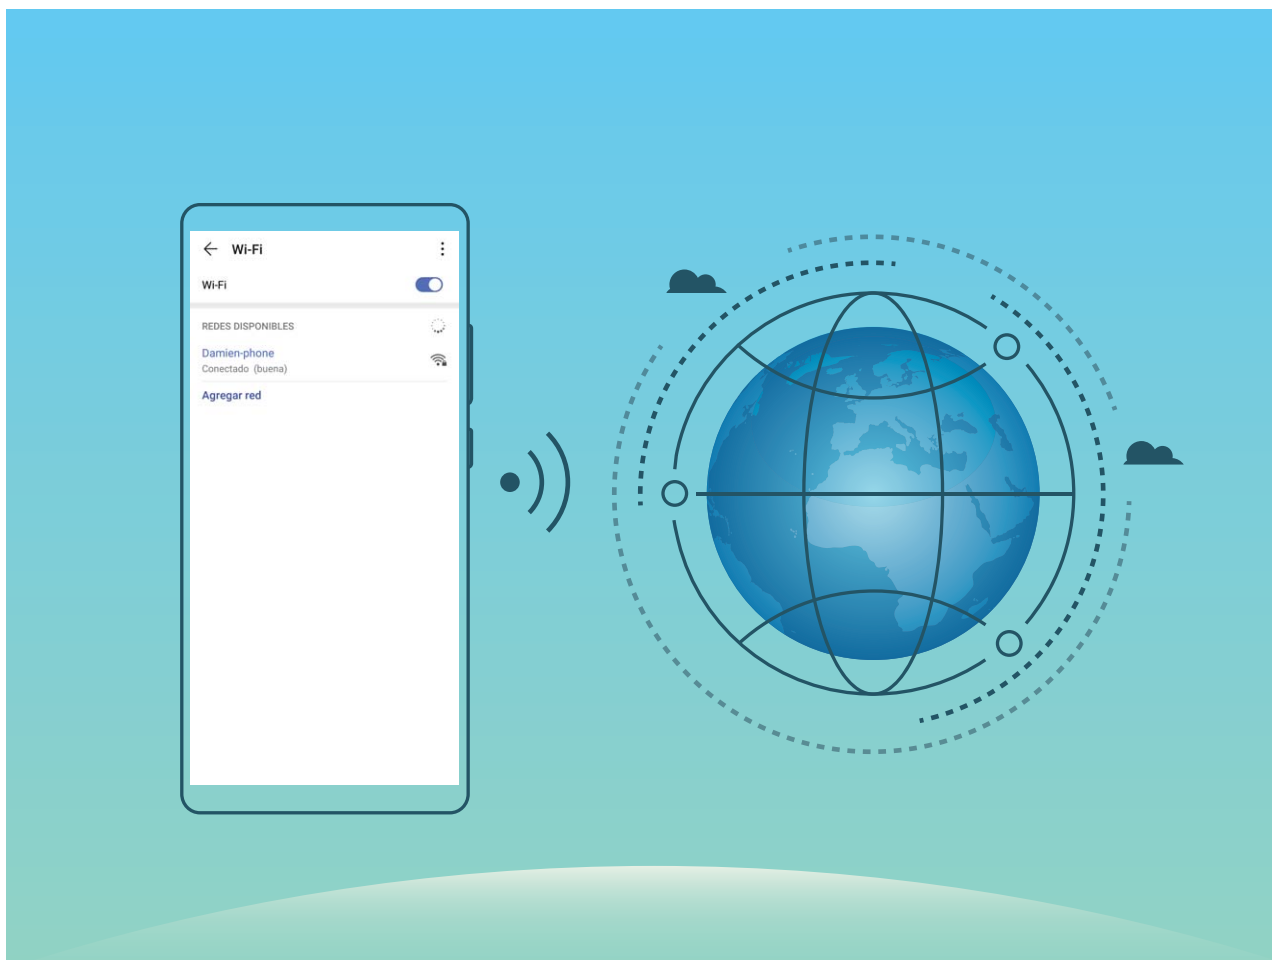 Wi-Fi
Wi-Fi
REDES DISPONIBLES
Damien-phone
Conectado (buena)
Agregar red